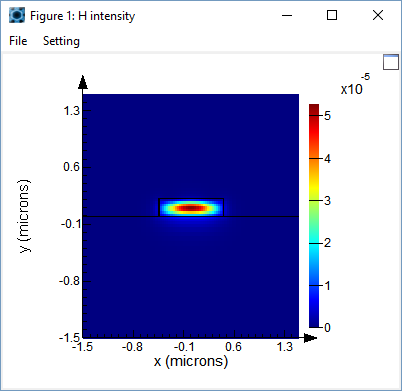 Figure 1: H intensity
File Setting
x10^-5
1.3
0.6
-0.1
-0.8
-1.5
y (microns)
-1.5 -0.8 -0.1 0.6 1.3
x (microns)
5
4
3
2
1
0